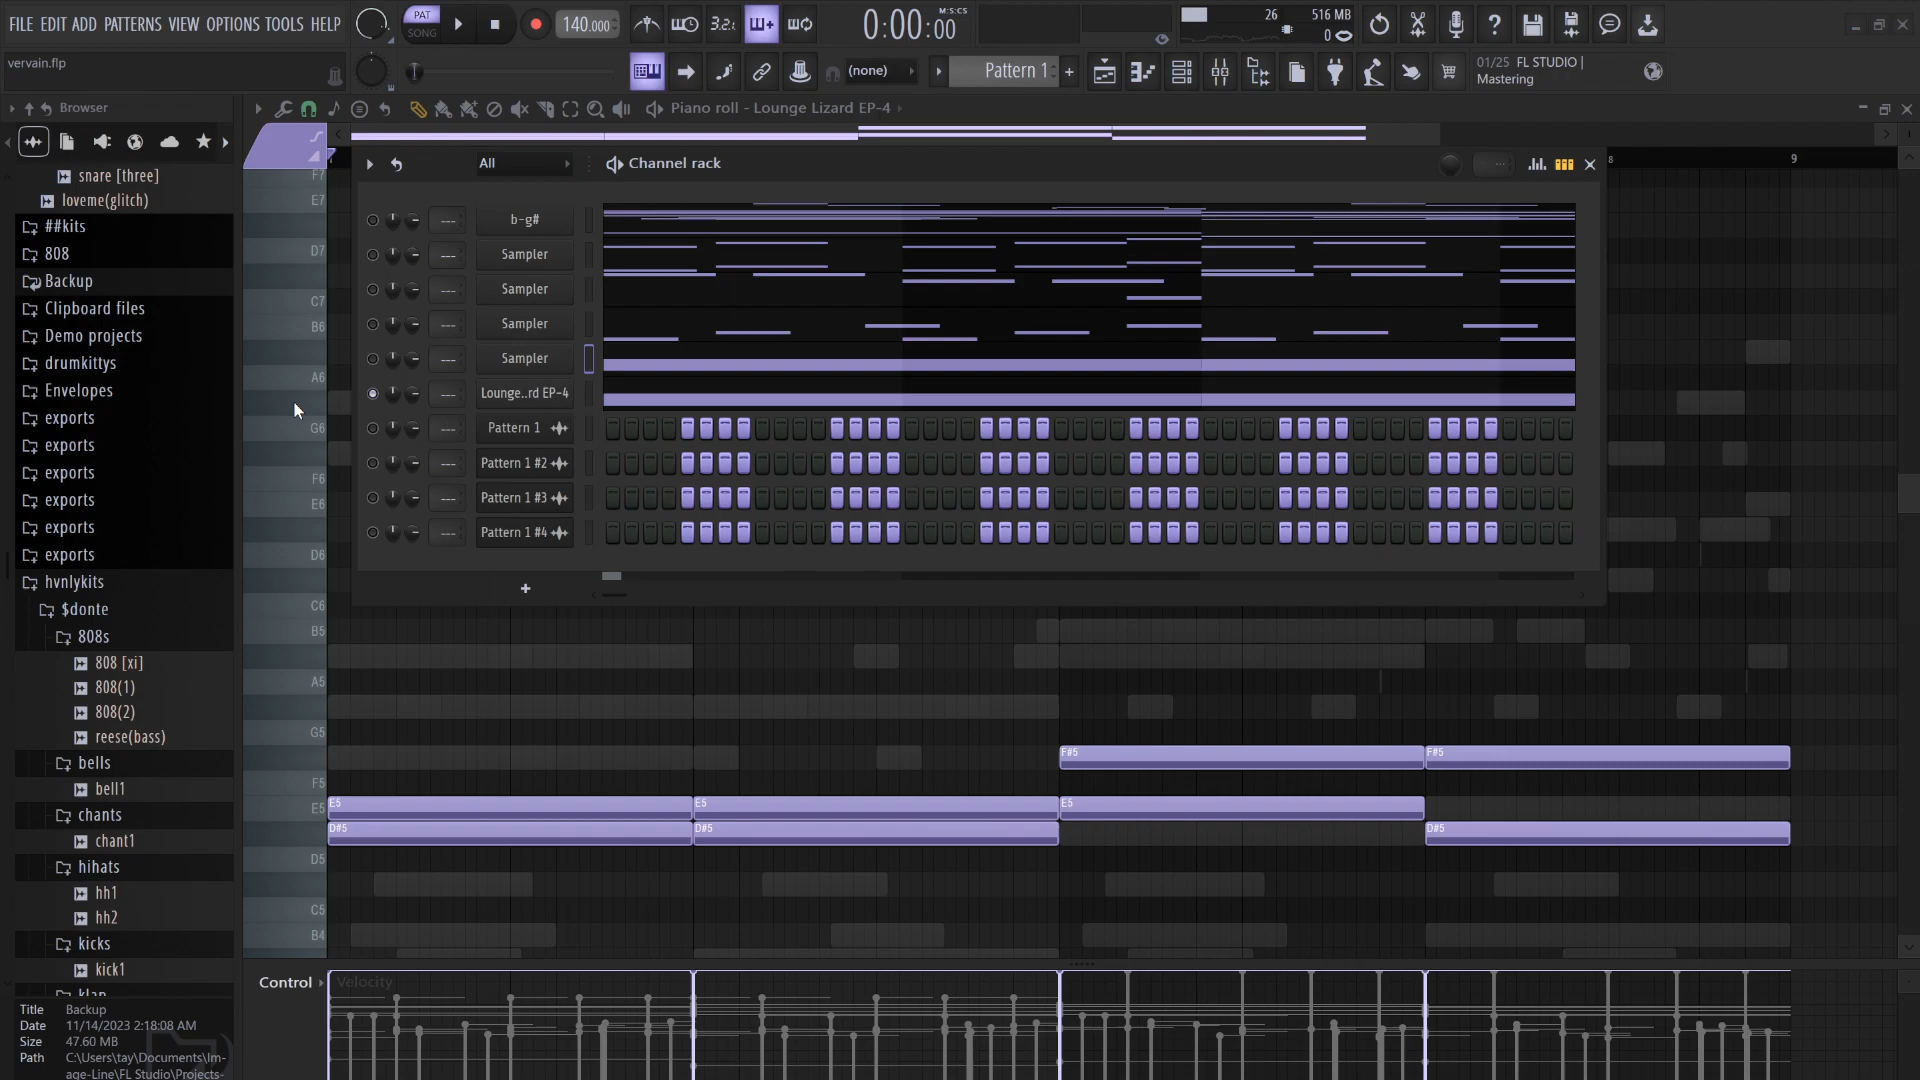 FILE EDIT ADD PATTERNS VIEW OPTIONS TOOLS HELP
PAT
SONG
140.000
3.2.
0:00:00
M:S:CS
26
516 MB
0
vervain.flp
(none)
Pattern 1
+
01/25 FL STUDIO |
Mastering
Browser
Piano roll - Lounge Lizard EP-4
snare [three]
loveme(glitch)
##kits
808
Backup
Clipboard files
Demo projects
drumkittys
Envelopes
exports
exports
exports
exports
exports
exports
hvnlykits
$donte
808s
808 [xi]
808(1)
808(2)
reese(bass)
bells
bell1
chants
chant1
hihats
hh1
hh2
kicks
kick1
klap
Title Backup
Date 11/14/2023 2:18:08 AM
Size 47.60 MB
Path C:\Users\tay\Documents\Im-
age-Line\FL Studio\Projects-
All
Channel rack
8
9
b-g#
Sampler
Sampler
Sampler
Sampler
Lounge..rd EP-4
Pattern 1
Pattern 1 #2
Pattern 1 #3
Pattern 1 #4
+
F7
E7
D7
C7
B6
A6
G6
F6
E6
D6
C6
B5
A5
G5
F5
E5
D5
C5
B4
F#5
F#5
E5
E5
E5
D#5
D#5
D#5
Control
Velocity